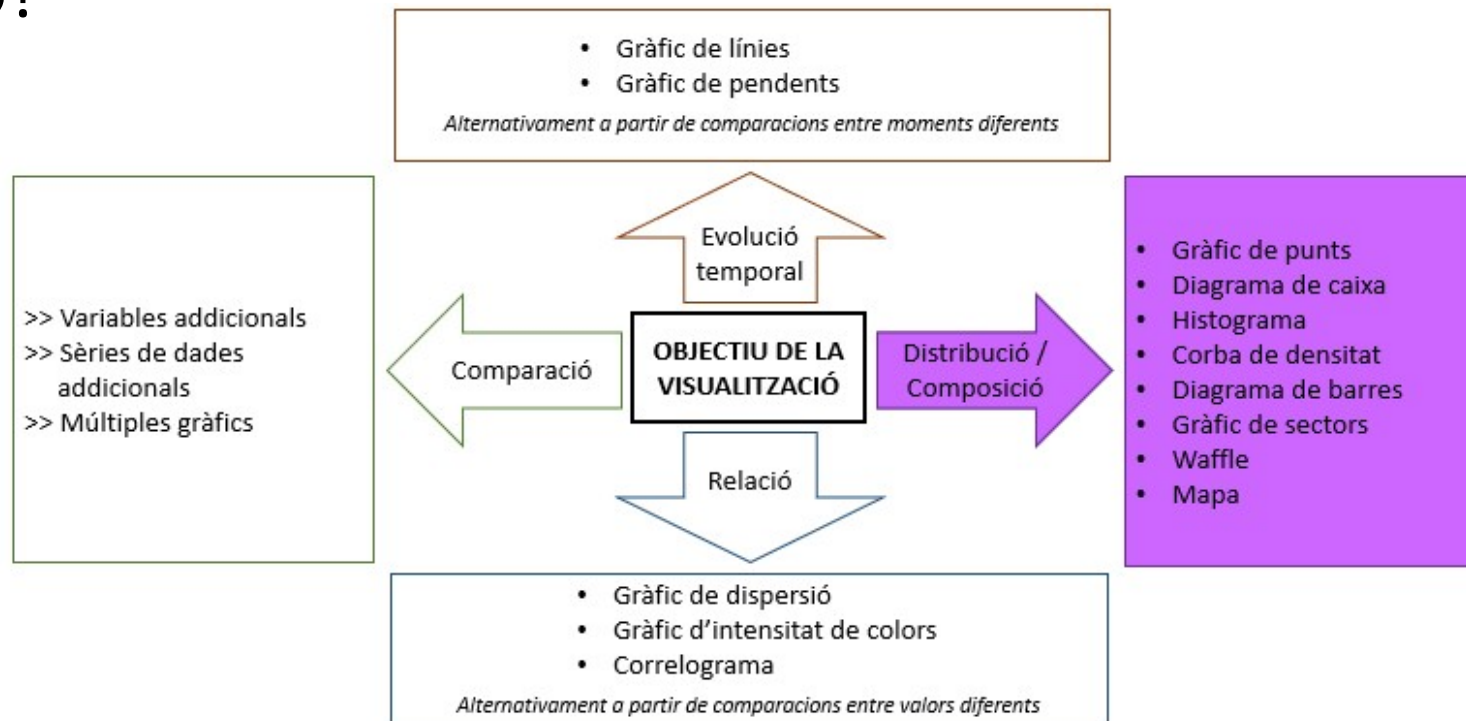 • Gràfic de línies
• Gràfic de pendents
Alternativament a partir de comparacions entre moments diferents
Evolució
temporal
>> Variables addicionals
>> Sèries de dades
addicionals
>> Múltiples gràfics
Comparació
OBJECTIU DE LA
VISUALITZACIÓ
Distribució /
Composició
• Gràfic de punts
• Diagrama de caixa
• Histograma
• Corba de densitat
• Diagrama de barres
• Gràfic de sectors
• Waffle
• Mapa
Relació
• Gràfic de dispersió
• Gràfic d’intensitat de colors
• Correlograma
Alternativament a partir de comparacions entre valors diferents